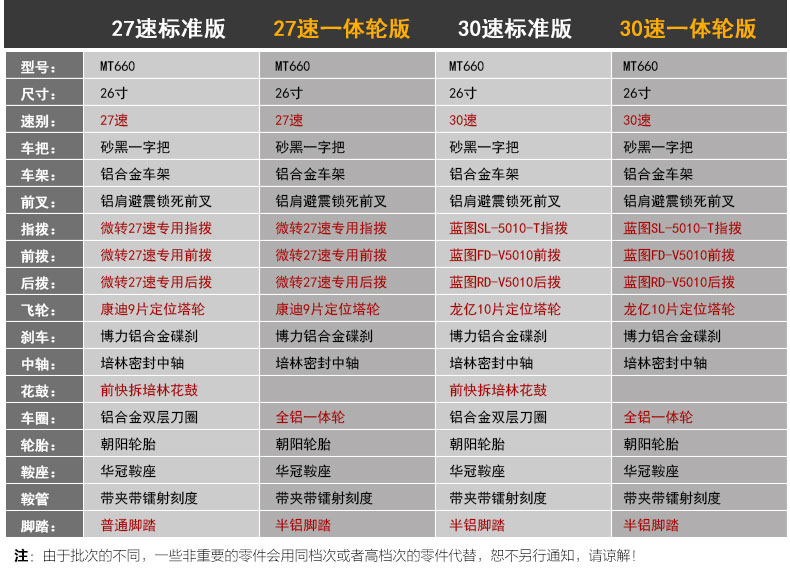 27速标准版 27速一体轮版 30速标准版 30速一体轮版
型号： MT660 MT660 MT660 MT660
尺寸： 26寸 26寸 26寸 26寸
速别： 27速 27速 30速 30速
车把： 砂黑一字把 砂黑一字把 砂黑一字把 砂黑一字把
车架： 铝合金车架 铝合金车架 铝合金车架 铝合金车架
前叉： 铝肩避震锁死前叉 铝肩避震锁死前叉 铝肩避震锁死前叉 铝肩避震锁死前叉
指拨： 微转27速专用指拨 微转27速专用指拨 蓝图SL-5010-T指拨 蓝图SL-5010-T指拨
前拨： 微转27速专用前拨 微转27速专用前拨 蓝图FD-V5010前拨 蓝图FD-V5010前拨
后拨： 微转27速专用后拨 微转27速专用后拨 蓝图RD-V5010后拨 蓝图RD-V5010后拨
飞轮： 康迪9片定位塔轮 康迪9片定位塔轮 龙亿10片定位塔轮 龙亿10片定位塔轮
刹车： 博力铝合金碟刹 博力铝合金碟刹 博力铝合金碟刹 博力铝合金碟刹
中轴： 培林密封中轴 培林密封中轴 培林密封中轴 培林密封中轴
花鼓： 前快拆培林花鼓 前快拆培林花鼓
车圈： 铝合金双层刀圈 全铝一体轮 铝合金双层刀圈 全铝一体轮
轮胎： 朝阳轮胎 朝阳轮胎 朝阳轮胎 朝阳轮胎
鞍座： 华冠鞍座 华冠鞍座 华冠鞍座 华冠鞍座
鞍管 带夹带镭射刻度 带夹带镭射刻度 带夹带镭射刻度 带夹带镭射刻度
脚踏： 普通脚踏 半铝脚踏 半铝脚踏 半铝脚踏
注：由于批次的不同，一些非重要的零件会用同档次或者高档次的零件代替，恕不另行通知，请谅解！